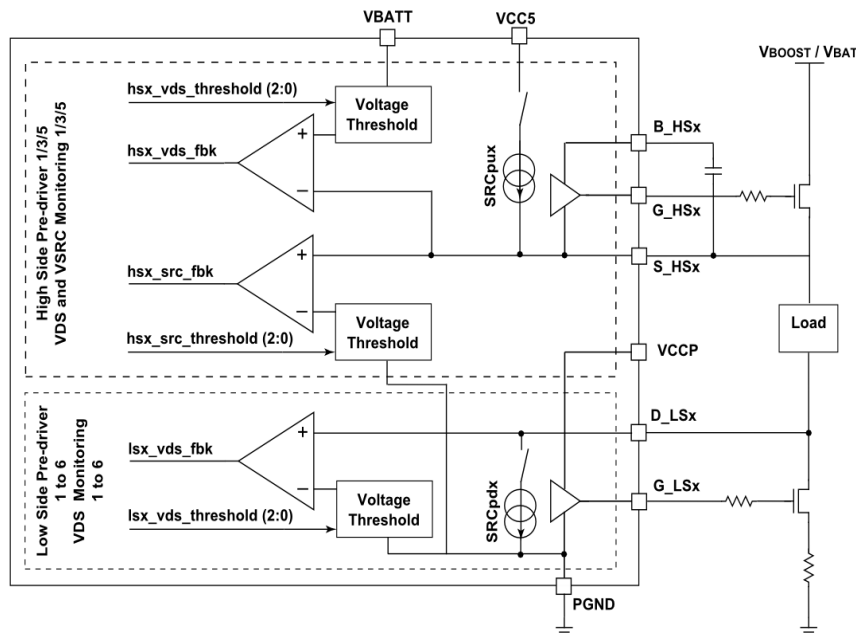 VBATT
VCC5
VBOOST / VBAT
hsx_vds_threshold (2:0)
Voltage
Threshold
hsx_vds_fbk
+
−
SRCpux
B_HSx
G_HSx
S_HSx
High Side Pre-driver 1/3/5
VDS and VSRC Monitoring 1/3/5
hsx_src_fbk
+
−
hsx_src_threshold (2:0)
Voltage
Threshold
Load
VCCP
D_LSx
Low Side Pre-driver
1 to 6
VDS Monitoring
1 to 6
lsx_vds_fbk
+
−
lsx_vds_threshold (2:0)
Voltage
Threshold
SRCpdx
G_LSx
PGND